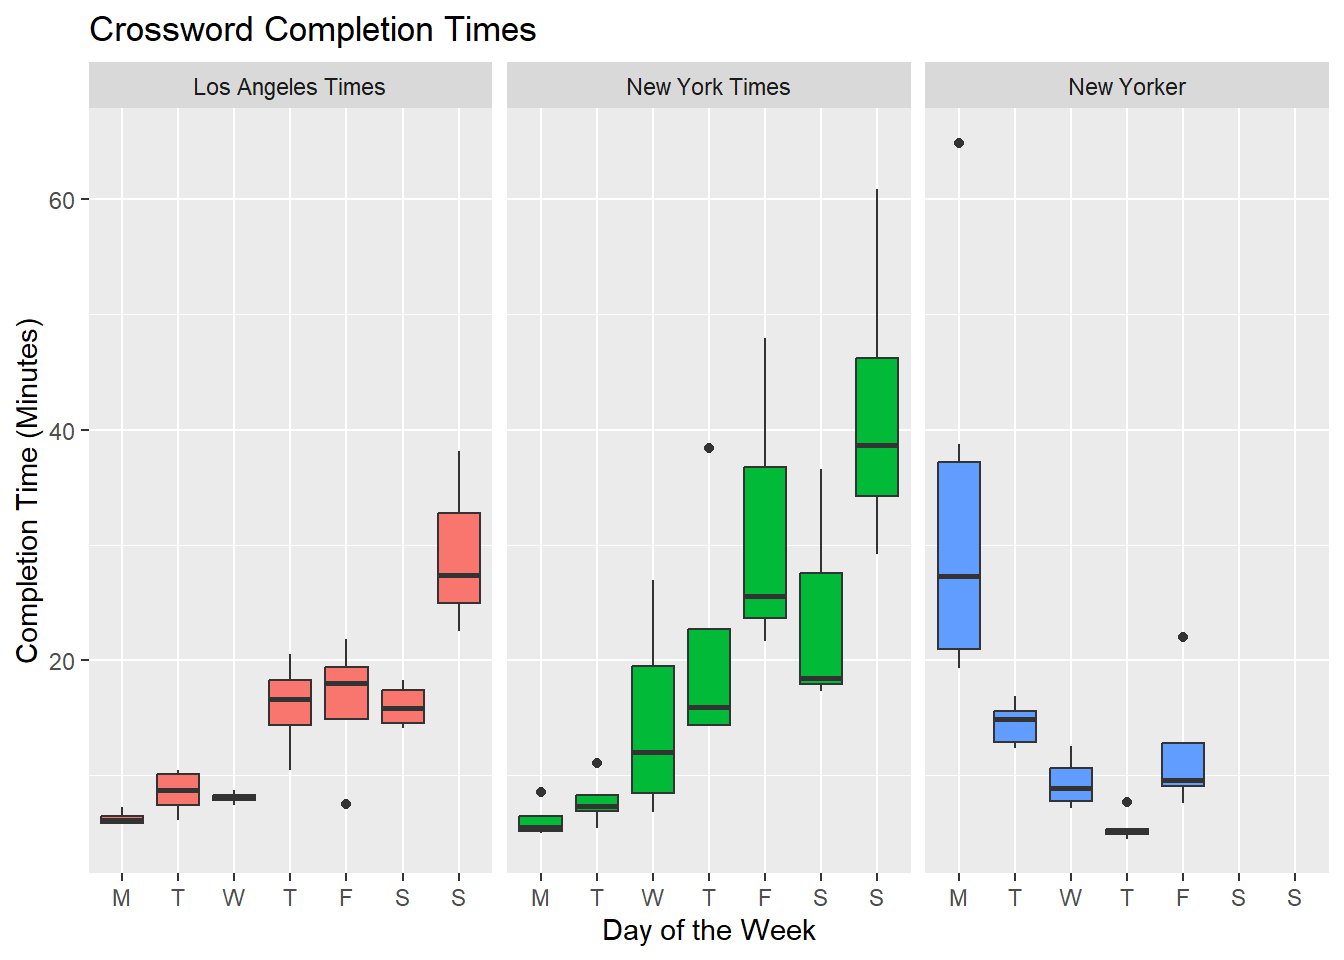 Crossword Completion Times
Los Angeles Times
New York Times
New Yorker
Completion Time (Minutes)
60
40
20
M T W T F S S
M T W T F S S
M T W T F S S
Day of the Week